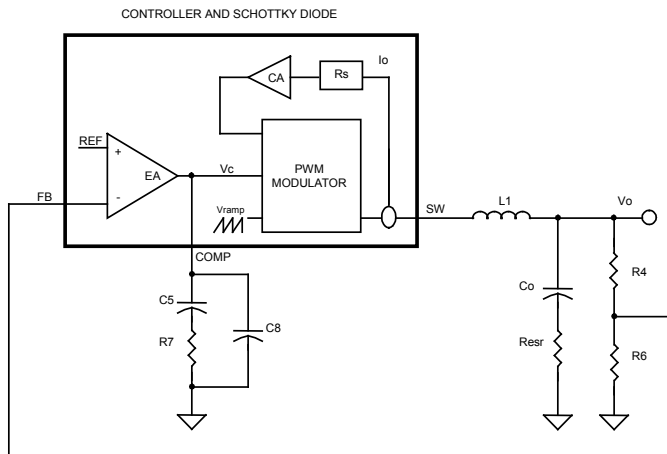 CONTROLLER AND SCHOTTKY DIODE
Io
CA
Rs
REF
+
EA
-
Vc
PWM
MODULATOR
FB
Vramp
SW
L1
Vo
COMP
R4
C5
C8
Co
R7
Resr
R6